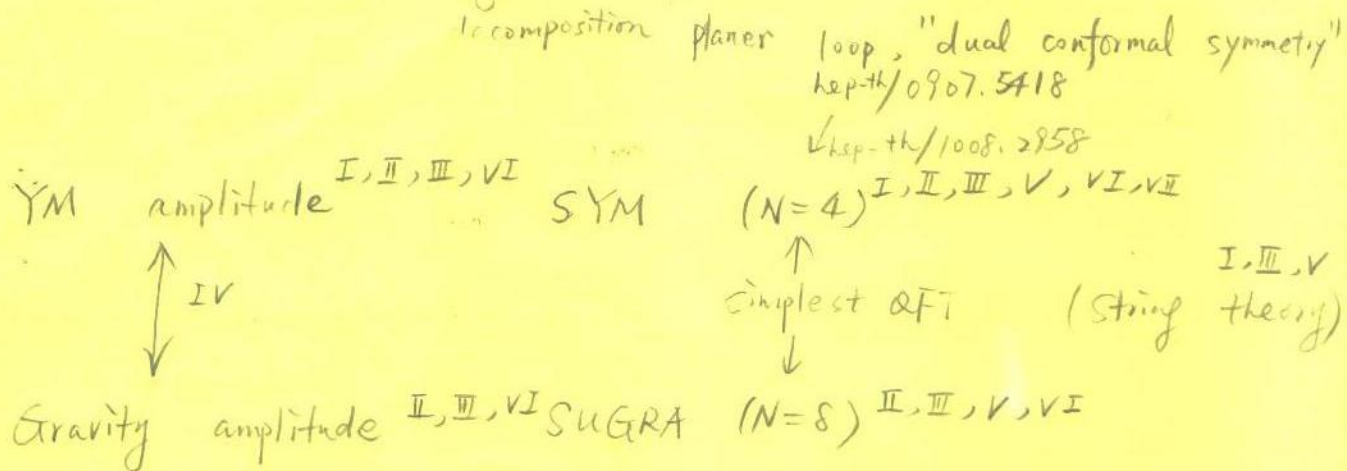 composition planer loop, "dual conformal symmetry"
hep-th/0907.5418
↓ hep-th/1008.2958
YM amplitude I, II, III, VI SYM (N=4) I, II, III, V, VI, VII
↑ IV ↓
↑ simplest QFT ↓ (string theory) I, III, V
Gravity amplitude II, III, VI SUGRA (N=8) II, III, V, VI